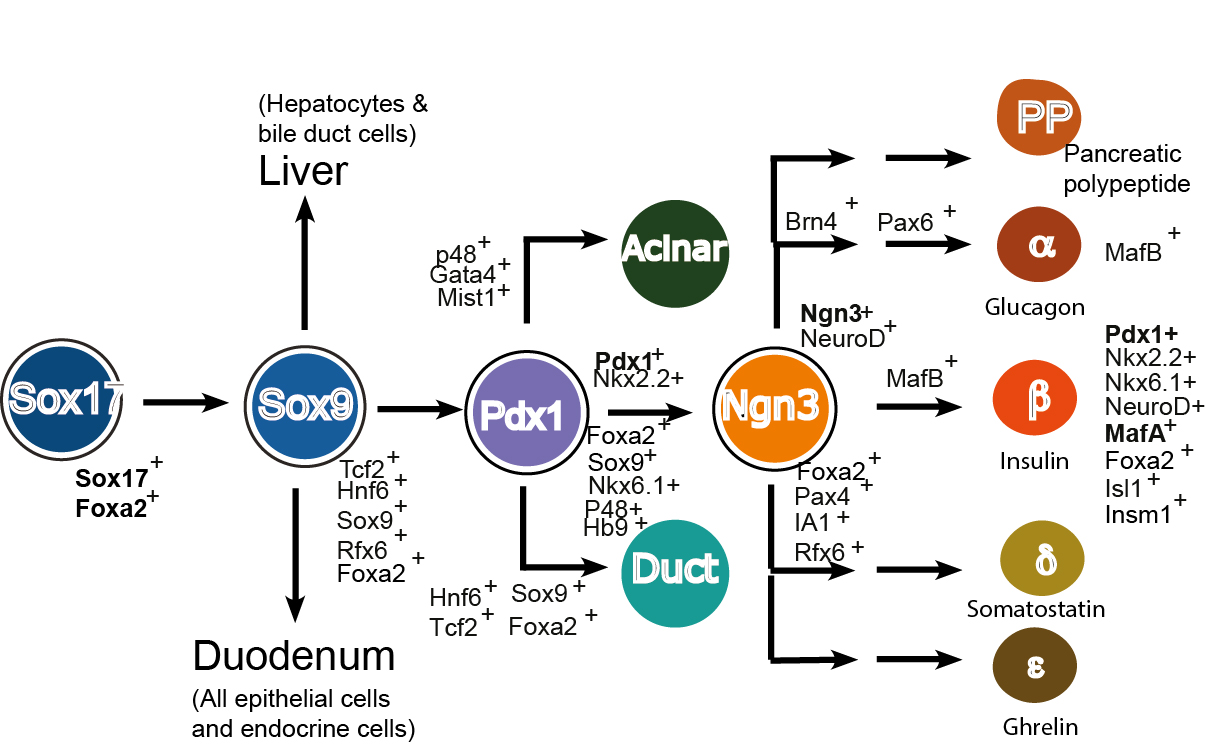 (Hepatocytes &
bile duct cells)
Liver
Sox17
Sox17+
Foxa2+
Sox9
Tcf2+
Hnf6+
Sox9+
Rfx6+
Foxa2+
Duodenum
(All epithelial cells
and endocrine cells)
p48+
Gata4+
Mist1+
Acinar
Pdx1
Pdx1+
Nkx2.2+
Foxa2+
Sox9+
Nkx6.1+
P48+
Hb9+
Hnf6+ Sox9+
Tcf2+ Foxa2+
Duct
Ngn3
Ngn3+
NeuroD+
Brn4+ Pax6+
MafB+
Foxa2+
Pax4+
IA1+
Rfx6+
PP
Pancreatic
polypeptide
α
MafB+
Glucagon
β
Insulin
Pdx1+
Nkx2.2+
Nkx6.1+
NeuroD+
MafA+
Foxa2+
Isl1+
Insm1+
δ
Somatostatin
ε
Ghrelin